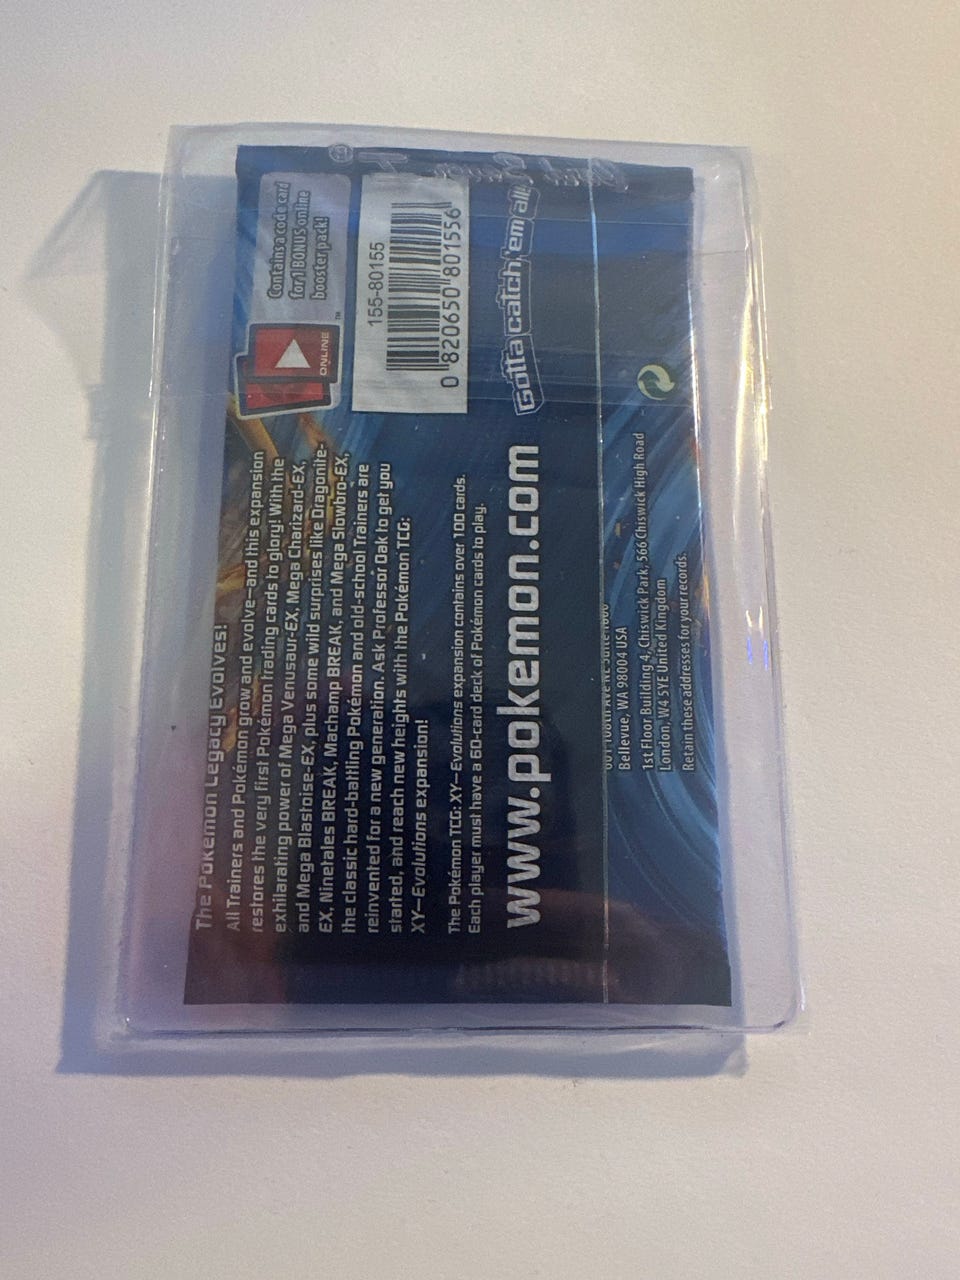 The Pokémon Legacy Evolves!
All Trainers and Pokémon grow and evolve—and this expansion
restores the very first Pokémon trading cards to glory! With the
exhilarating power of Mega Venusaur-EX, Mega Charizard-EX,
and Mega Blastoise-EX, plus some wild surprises like Dragonite-
EX, Ninetales BREAK, Machamp BREAK, and Mega Slowbro-EX,
the classic hard-battling Pokémon and old-school Trainers are
reinvented for a new generation. Ask Professor Oak to get you
started, and reach new heights with the Pokémon TCG:
XY—Evolutions expansion!
The Pokémon TCG: XY—Evolutions expansion contains over 100 cards.
Each player must have a 60-card deck of Pokémon cards to play.
www.pokemon.com
Bellevue, WA 98004 USA
1st Floor Building 4, Chiswick Park, 566 Chiswick High Road
London, W4 5YE United Kingdom
Retain these addresses for your records.
ONLINE
TM
Contains a code card
for 1 BONUS online
booster pack!
155-80155
0 820650 801556
Gotta catch 'em all!